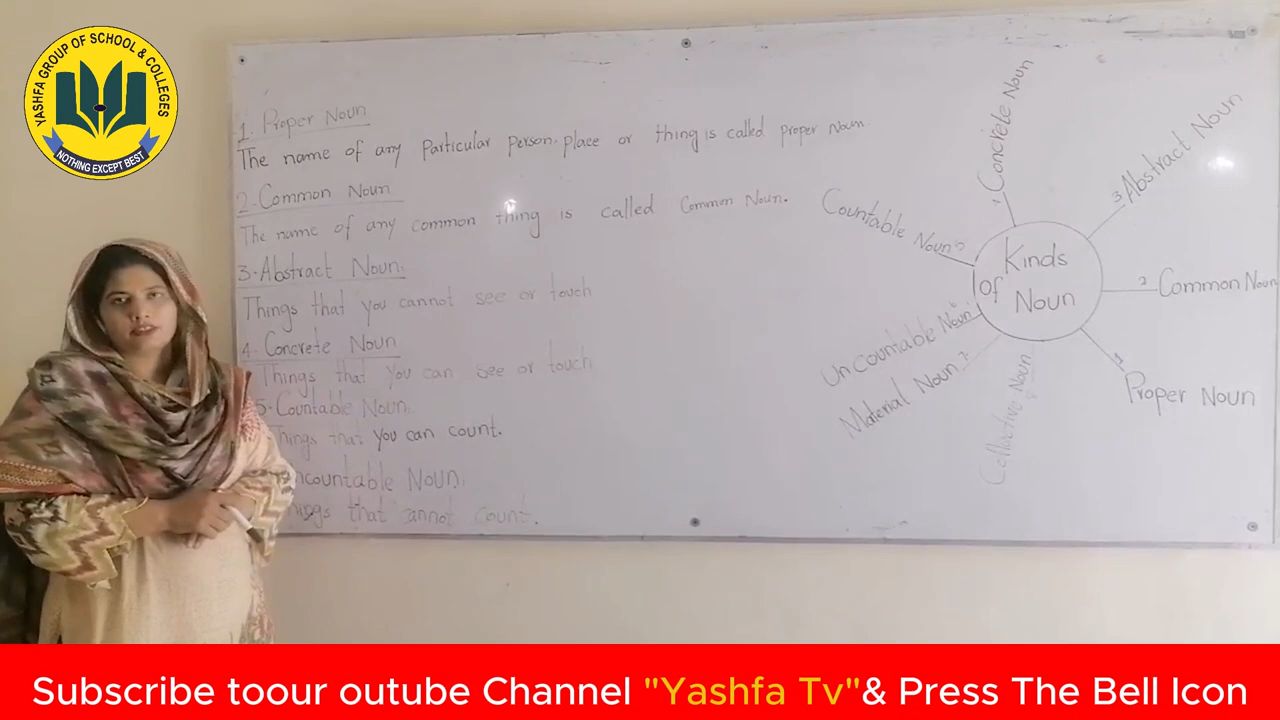 YASHFA GROUP OF SCHOOL & COLLEGES
NOTHING EXCEPT BEST
1. Proper Noun
The name of any Particular person, place or thing is called proper Noun.
2. Common Noun
The name of any common thing is called Common Noun.
3. Abstract Noun.
Things that you cannot see or touch
4. Concrete Noun
Things that you can see or touch
5. Countable Noun.
Things that you can count.
ncountable Noun.
ings that cannot count.
Kinds
of
Noun
Concrete Noun
3 Abstract Noun
2 Common Noun
1 Proper Noun
Collective Noun
Material Noun 7
Uncountable Noun 6
Countable Noun
Subscribe toour outube Channel "Yashfa Tv"& Press The Bell Icon